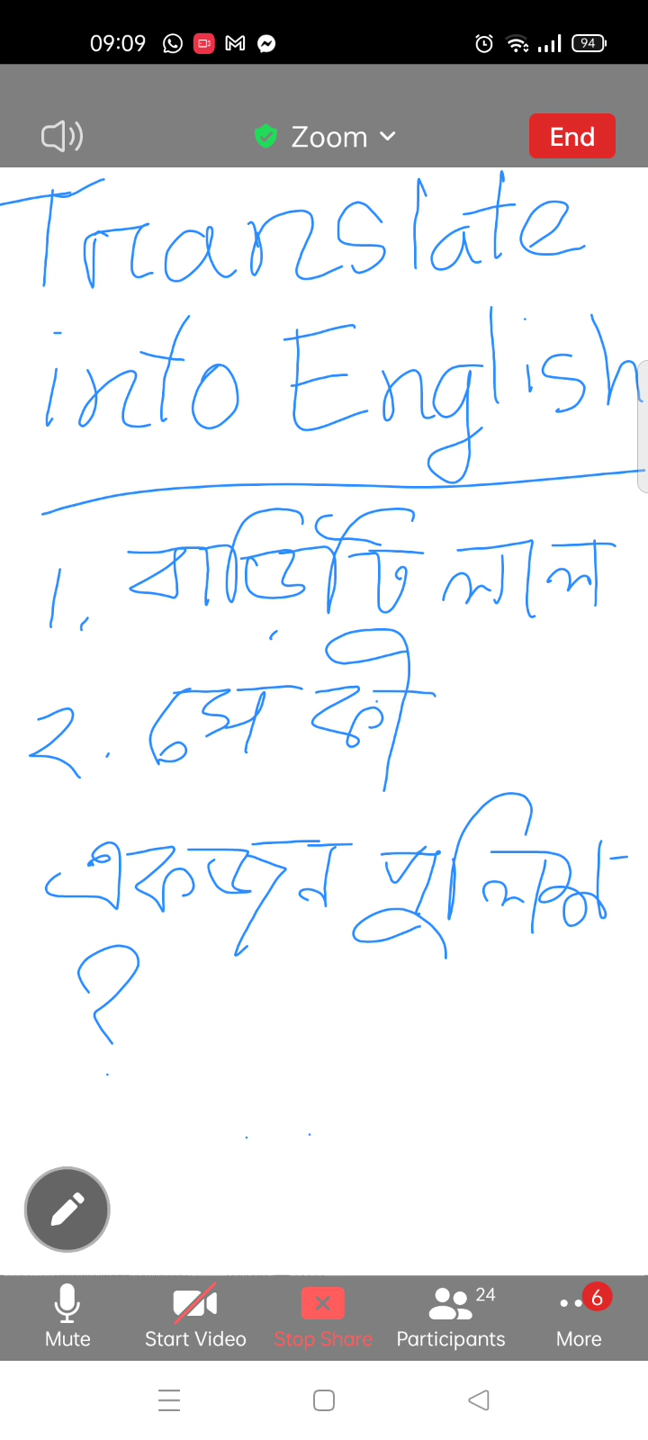 09:09
94
Zoom
End
Translate
into English
1. বাড়িটি লাল
২. সে কী
একজন পুলিশ
?
24
6
Mute
Start Video
Stop Share
Participants
More